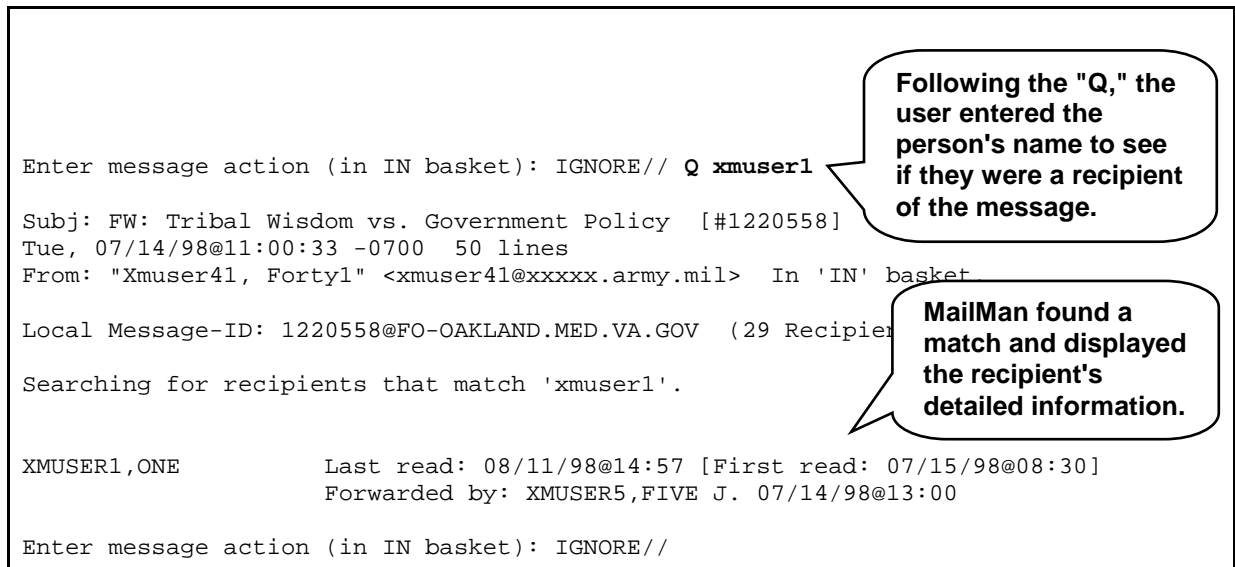 Following the "Q," the
user entered the
person's name to see
if they were a recipient
of the message.
Enter message action (in IN basket): IGNORE// Q xmuser1
Subj: FW: Tribal Wisdom vs. Government Policy [#1220558]
Tue, 07/14/98@11:00:33 -0700 50 lines
From: "Xmuser41, Forty1" <xmuser41@xxxxx.army.mil> In 'IN' basket.
Local Message-ID: 1220558@FO-OAKLAND.MED.VA.GOV (29
MailMan found a
match and displayed
the recipient's
detailed information.
Searching for recipients that match 'xmuser1'.
XMUSER1,ONE Last read: 08/11/98@14:57 [First read: 07/15/98@08:30]
Forwarded by: XMUSER5,FIVE J. 07/14/98@13:00
Enter message action (in IN basket): IGNORE//